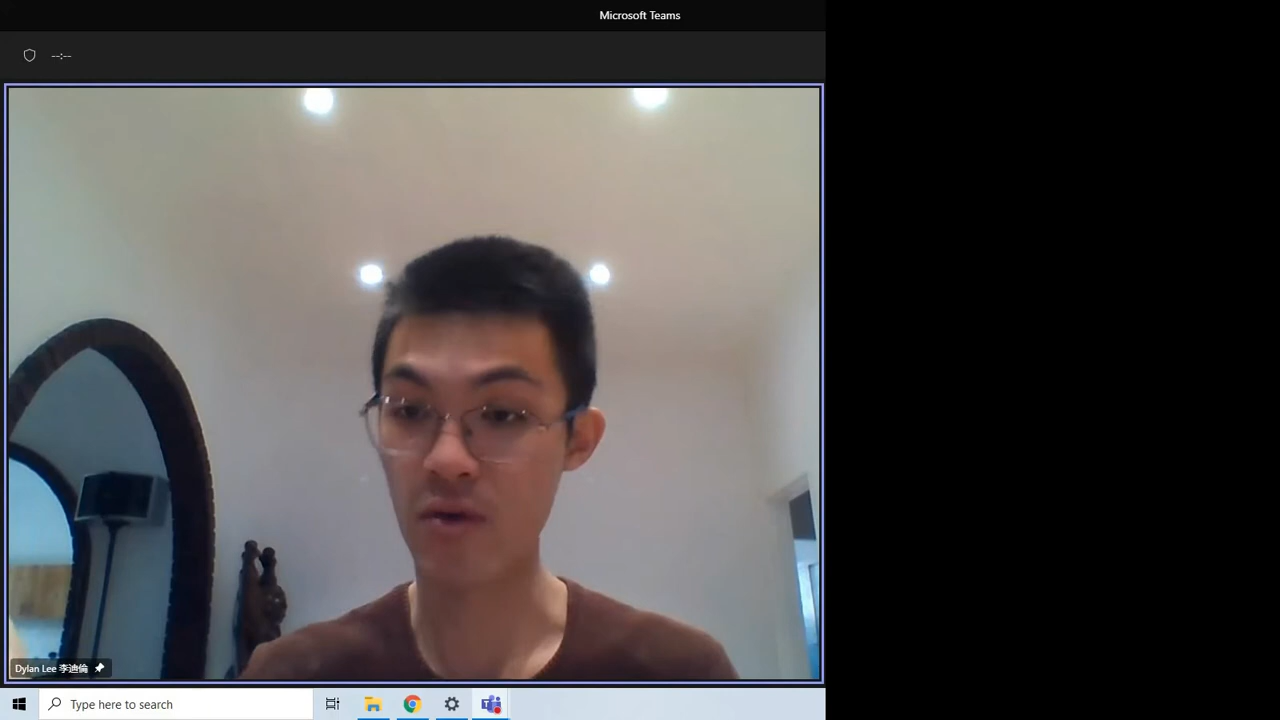 Microsoft Teams
--:--
Dylan Lee 李迪倫
Type here to search